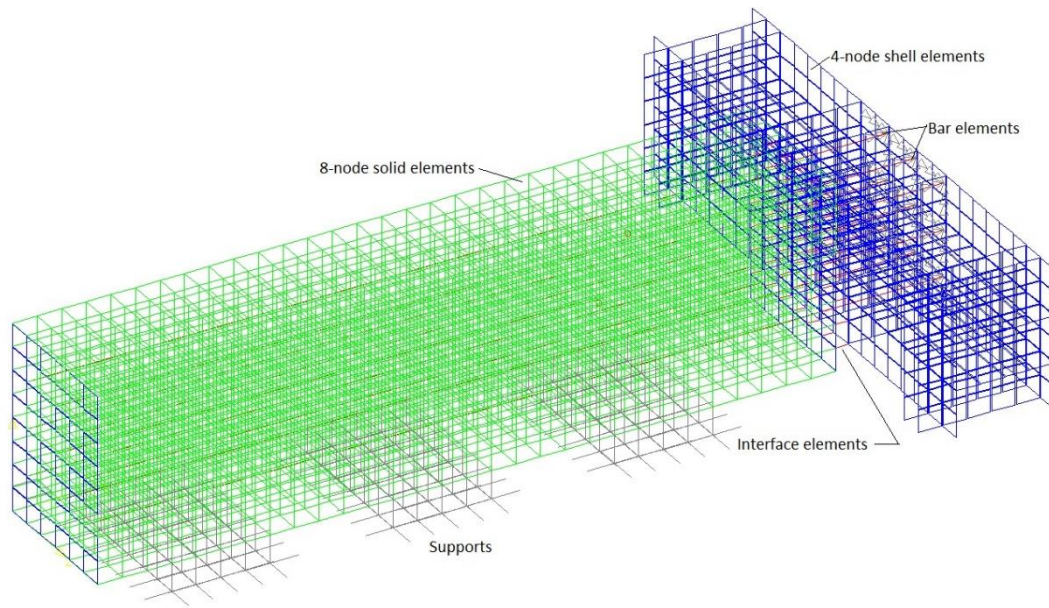 4-node shell elements
Bar elements
8-node solid elements
Interface elements
Supports